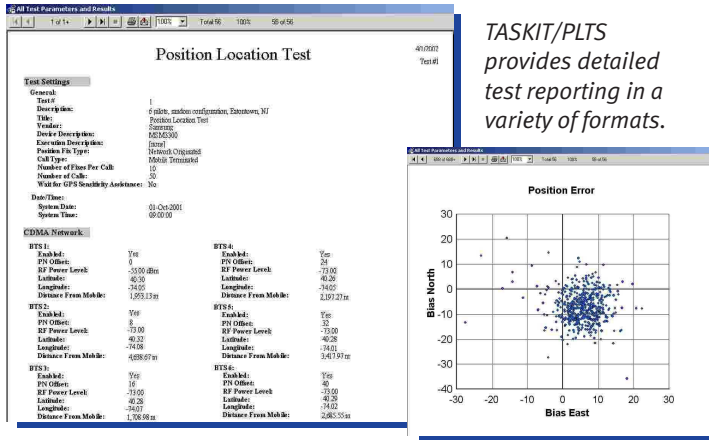 All Test Parameters and Results
1 of 1+
100%
Total:56
100%
58 of 56
Position Location Test
4/1/2002
Test #1
Test Settings
General:
Test # 1
Description: 6 pilots, random configuration, Eatontown, NJ
Title: Position Location Test
Vendor: Samsung
Device Description: MSM3300
Execution Description: [none]
Position Fix Type: Network Originated
Call Type: Mobile Terminated
Number of Fixes Per Call: 10
Number of Calls: 50
Wait for GPS Sensitivity Assistance: No
Date/Time:
System Date: 01-Oct-2001
System Time: 09:00:00
CDMA Network
BTS 1:
Enabled: Yes
PN Offset: 0
RF Power Level: -55.00 dBm
Latitude: 40.30
Longitude: -74.05
Distance From Mobile: 1,953.13 m
BTS 2:
Enabled: Yes
PN Offset: 8
RF Power Level: -73.00
Latitude: 40.32
Longitude: -74.08
Distance From Mobile: 4,638.67 m
BTS 3:
Enabled: Yes
PN Offset: 16
RF Power Level: -73.00
Latitude: 40.28
Longitude: -74.07
Distance From Mobile: 1,708.98 m
BTS 4:
Enabled: Yes
PN Offset: 24
RF Power Level: -73.00
Latitude: 40.26
Longitude: -74.05
Distance From Mobile: 2,197.27 m
BTS 5:
Enabled: Yes
PN Offset: 32
RF Power Level: -73.00
Latitude: 40.28
Longitude: -74.01
Distance From Mobile: 3,417.97 m
BTS 6:
Enabled: Yes
PN Offset: 40
RF Power Level: -73.00
Latitude: 40.29
Longitude: -74.02
Distance From Mobile: 2,685.55 m
TASKIT/PLTS
provides detailed
test reporting in a
variety of formats.
All Test Parameters and Results
100%
Total:56
100%
Position Error
30
20
10
0
-10
-20
-30
-40
Bias North
-30 -20 -10 0 10 20 30
Bias East